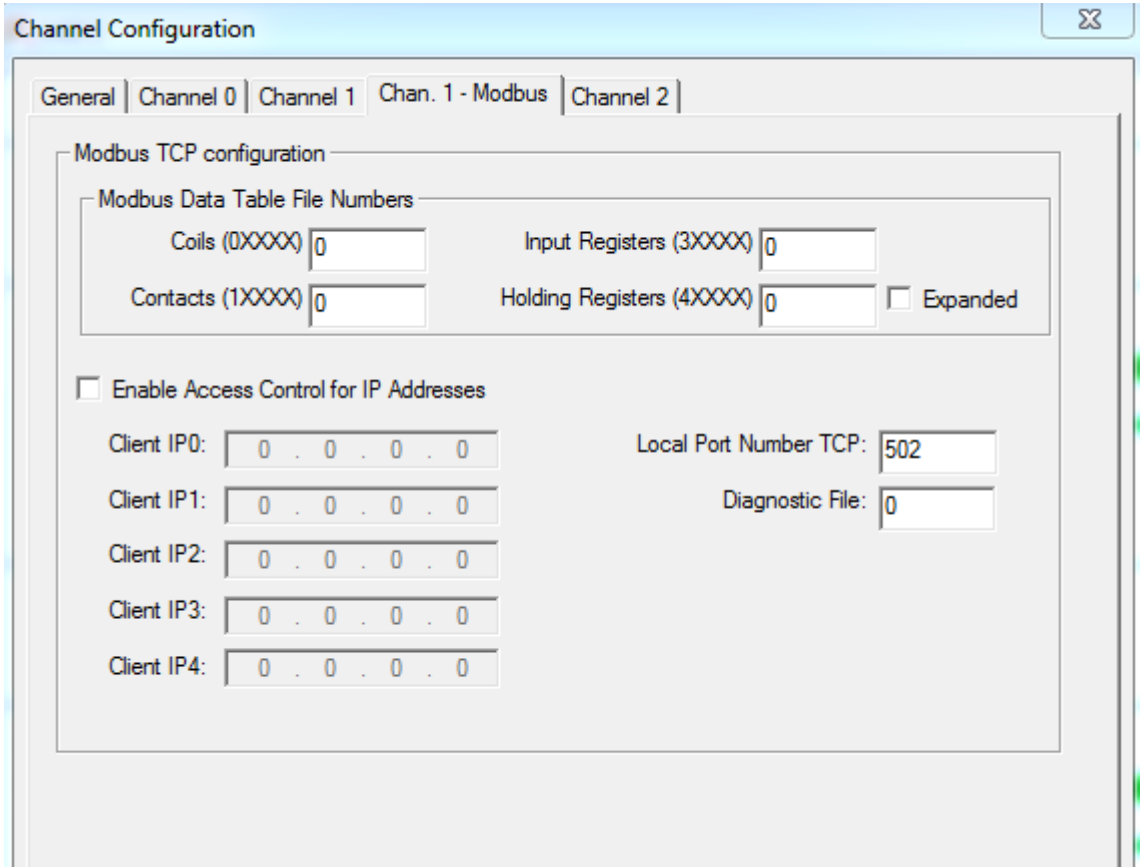 Channel Configuration
General Channel 0 Channel 1 Chan. 1 - Modbus Channel 2
Modbus TCP configuration
Modbus Data Table File Numbers
Coils (0XXXX) 0 Input Registers (3XXXX) 0
Contacts (1XXXX) 0 Holding Registers (4XXXX) 0 Expanded
Enable Access Control for IP Addresses
Client IP0: 0 . 0 . 0 . 0 Local Port Number TCP: 502
Client IP1: 0 . 0 . 0 . 0 Diagnostic File: 0
Client IP2: 0 . 0 . 0 . 0
Client IP3: 0 . 0 . 0 . 0
Client IP4: 0 . 0 . 0 . 0